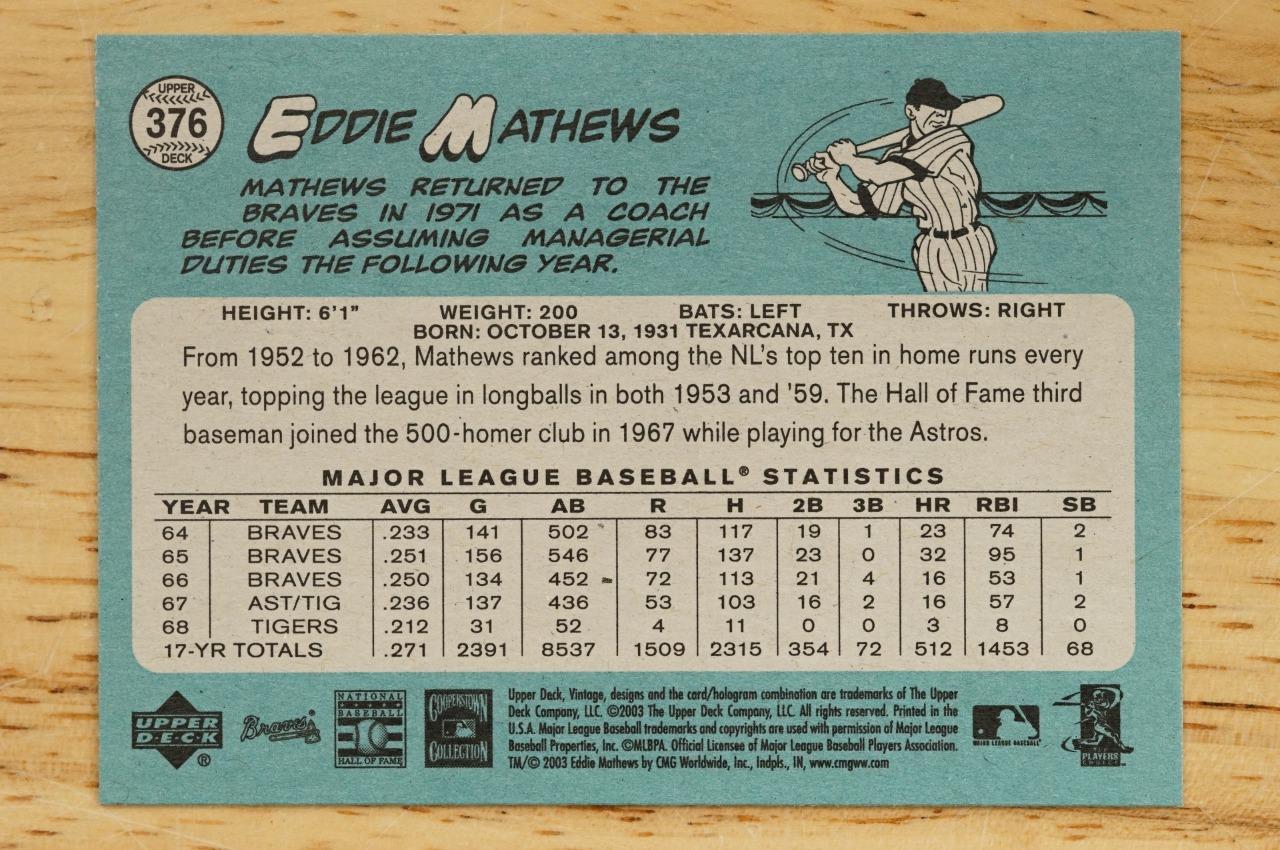 UPPER
376
DECK
EDDIE MATHEWS
MATHEWS RETURNED TO THE
BRAVES IN 1971 AS A COACH
BEFORE ASSUMING MANAGERIAL
DUTIES THE FOLLOWING YEAR.
HEIGHT: 6'1" WEIGHT: 200 BATS: LEFT THROWS: RIGHT
BORN: OCTOBER 13, 1931 TEXARCANA, TX
From 1952 to 1962, Mathews ranked among the NL's top ten in home runs every
year, topping the league in longballs in both 1953 and '59. The Hall of Fame third
baseman joined the 500-homer club in 1967 while playing for the Astros.
MAJOR LEAGUE BASEBALL® STATISTICS
YEAR TEAM AVG G AB R H 2B 3B HR RBI SB
64 BRAVES .233 141 502 83 117 19 1 23 74 2
65 BRAVES .251 156 546 77 137 23 0 32 95 1
66 BRAVES .250 134 452 72 113 21 4 16 53 1
67 AST/TIG .236 137 436 53 103 16 2 16 57 2
68 TIGERS .212 31 52 4 11 0 0 3 8 0
17-YR TOTALS .271 2391 8537 1509 2315 354 72 512 1453 68
UPPER
DECK®
Braves
NATIONAL
BASEBALL
HALL OF FAME
COOPERSTOWN
COLLECTION
Upper Deck, Vintage, designs and the card/hologram combination are trademarks of The Upper
Deck Company, LLC. ©2003 The Upper Deck Company, LLC. All rights reserved. Printed in the
U.S.A. Major League Baseball trademarks and copyrights are used with permission of Major League
Baseball Properties, Inc. ©MLBPA. Official Licensee of Major League Baseball Players Association.
TM/© 2003 Eddie Mathews by CMG Worldwide, Inc., Indpls., IN, www.cmgww.com
MAJOR LEAGUE BASEBALL
PLAYERS